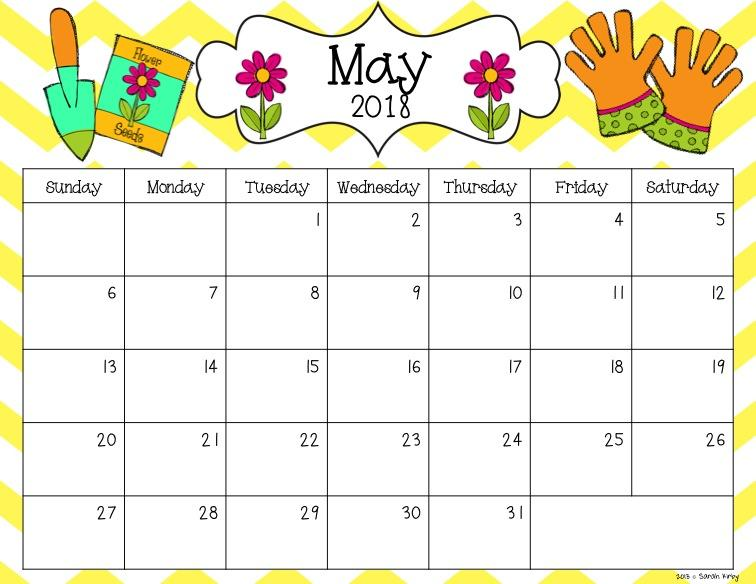 Flower
Seeds
May
2018
Sunday Monday Tuesday Wednesday Thursday Friday Saturday
1 2 3 4 5
6 7 8 9 10 11 12
13 14 15 16 17 18 19
20 21 22 23 24 25 26
27 28 29 30 31
2013 © Sarah Kirby